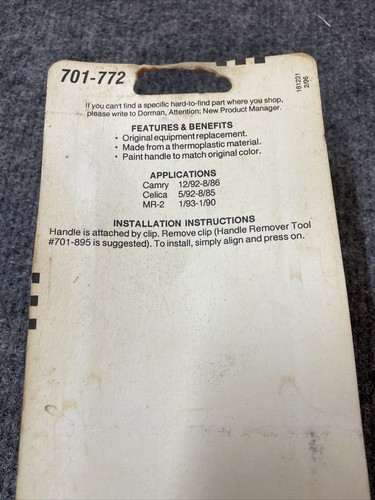 701-772
181231
2/96
If you can't find a specific hard-to-find part where you shop,
please write to Dorman, Attention: New Product Manager.
FEATURES & BENEFITS
• Original equipment replacement.
• Made from a thermoplastic material.
• Paint handle to match original color.
APPLICATIONS
Camry 12/92-8/86
Celica 5/92-8/85
MR-2 1/93-1/90
INSTALLATION INSTRUCTIONS
Handle is attached by clip. Remove clip (Handle Remover Tool
#701-895 is suggested). To install, simply align and press on.